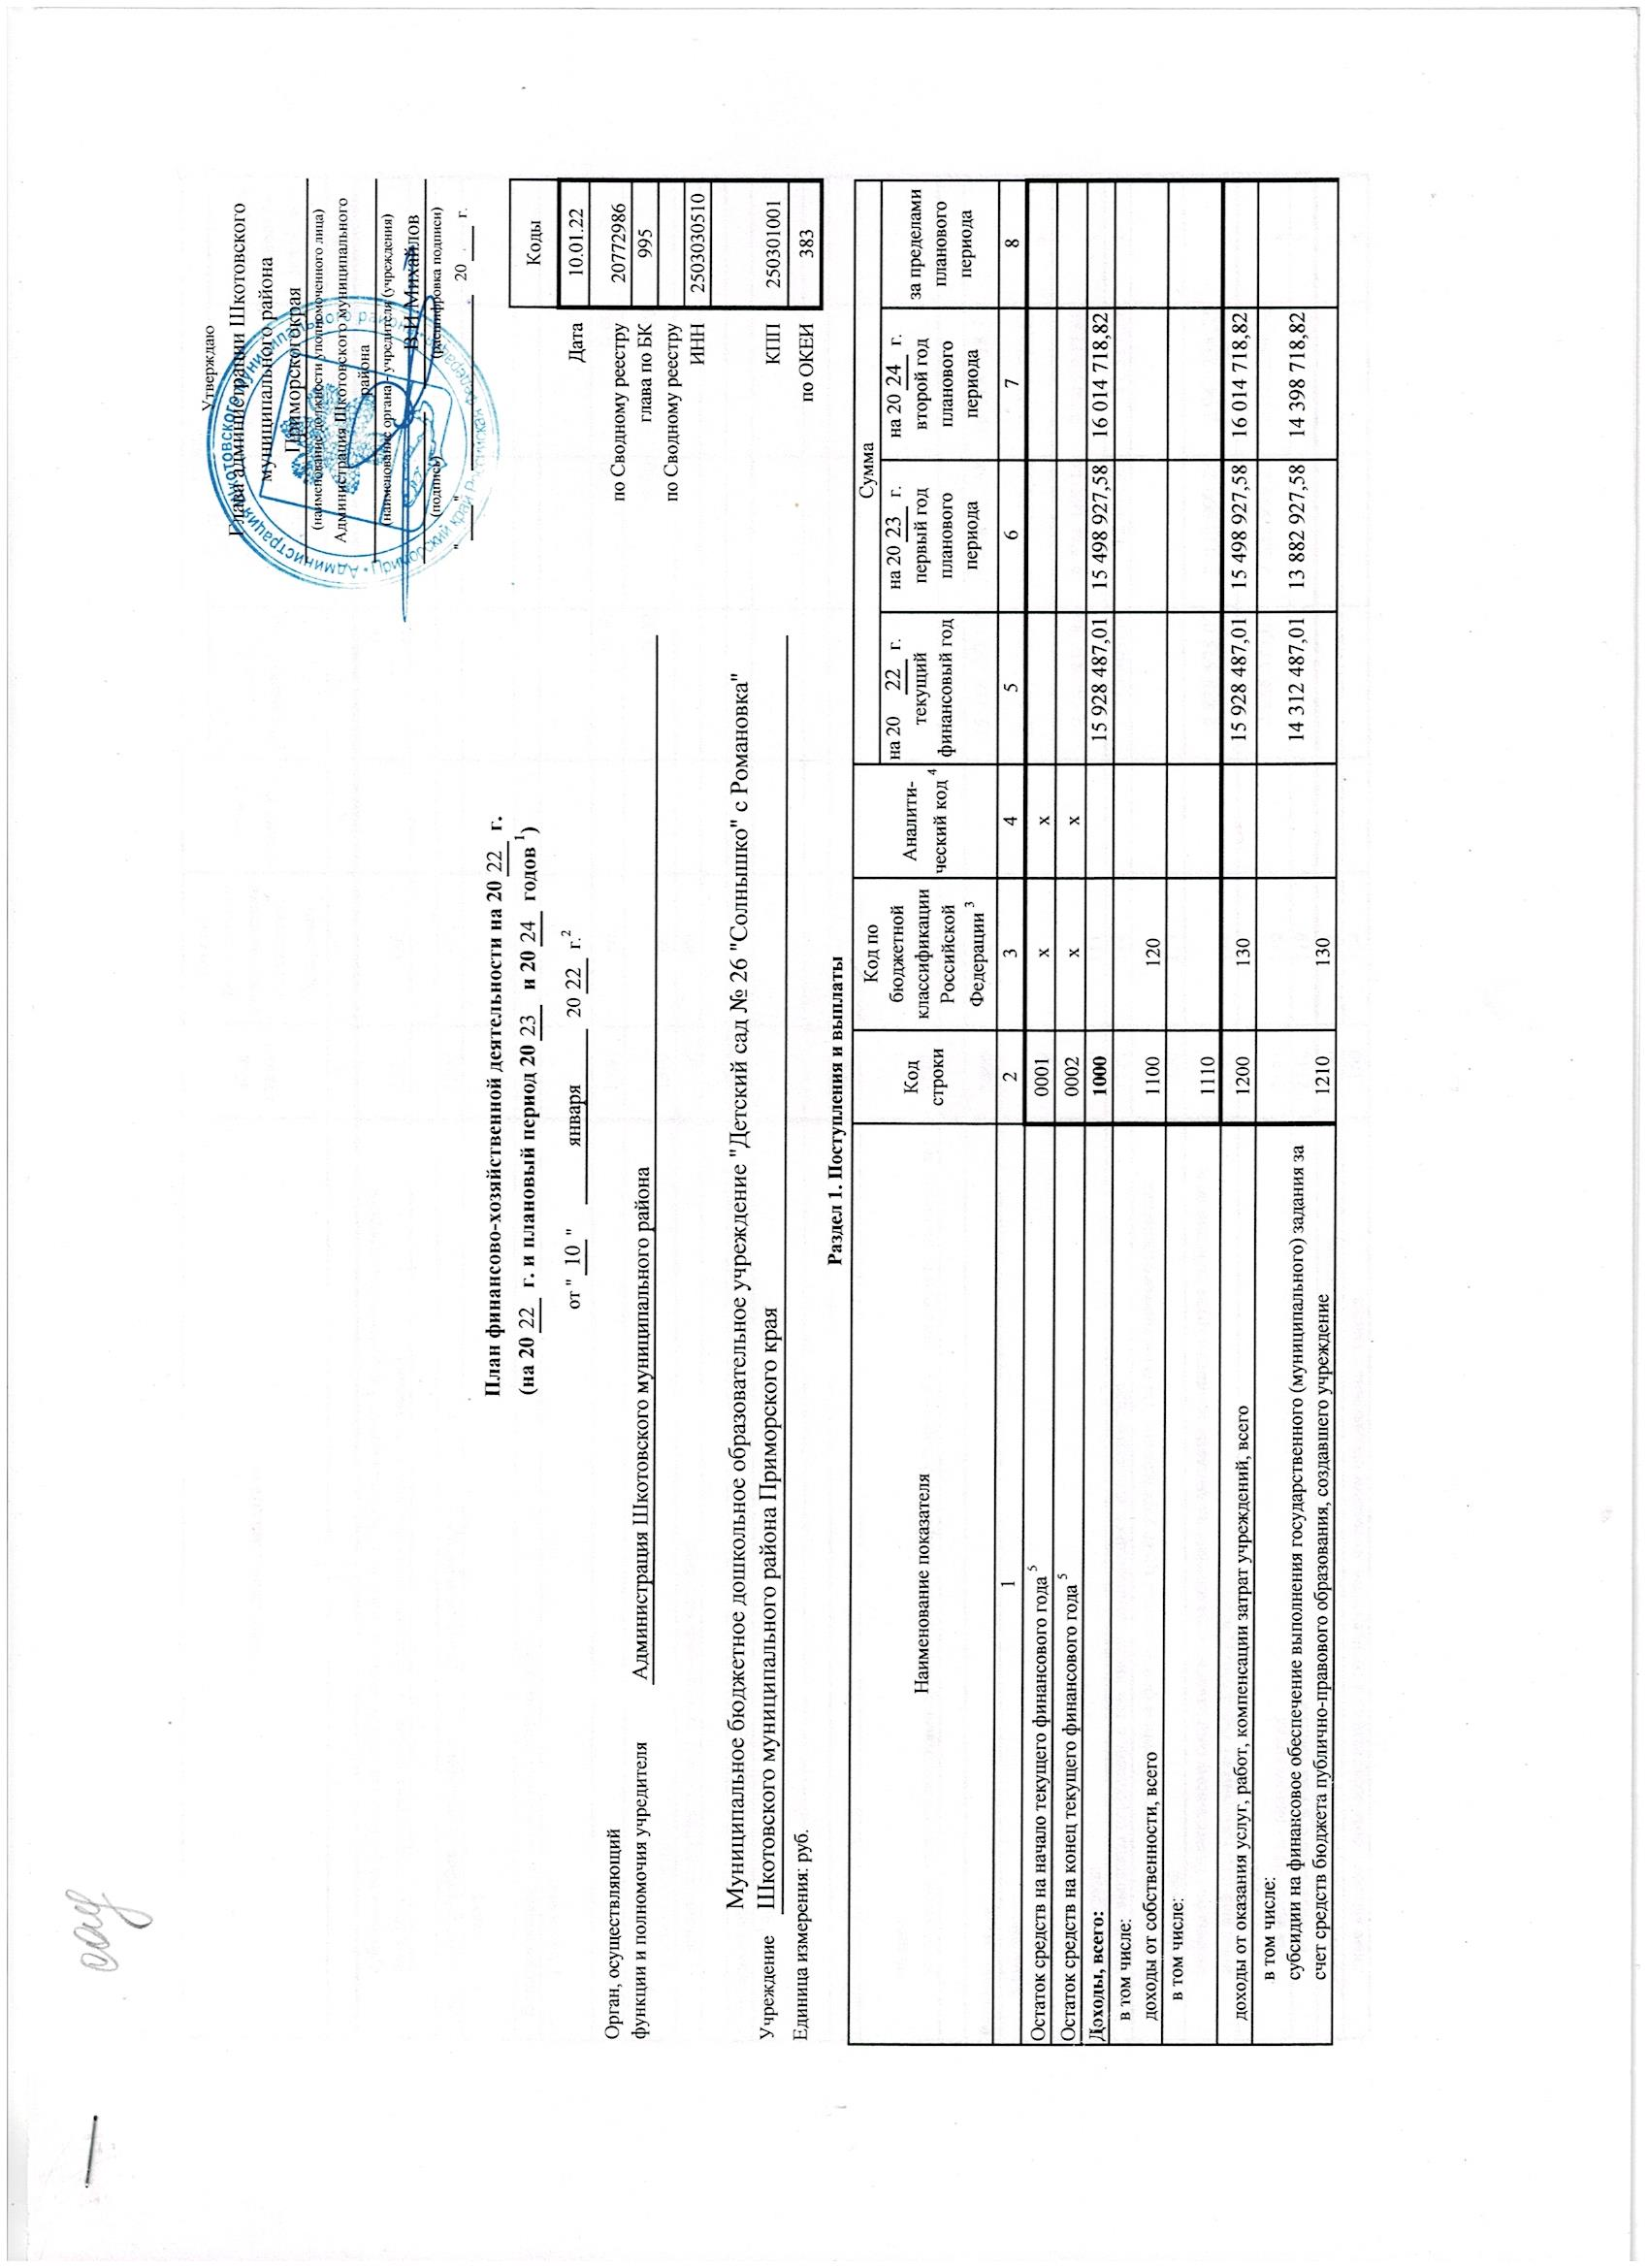 Утверждаю
Глава администрации Шкотовского
муниципального района
Приморского края
(наименование должности уполномоченного лица)
Администрация Шкотовского муниципального
района
(наименование органа - учредителя (учреждения)
В.И.Михайлов
(подпись) (расшифровка подписи)
" " 20 г.
План финансово-хозяйственной деятельности на 20 22 г.
(на 20 22 г. и плановый период 20 23 и 20 24 годов 1)
от " 10 " января 20 22 г.2
Коды
Дата 10.01.22
Орган, осуществляющий по Сводному реестру 20772986
функции и полномочия учредителя Администрация Шкотовского муниципального района глава по БК 995
по Сводному реестру
ИНН 2503030510
Муниципальное бюджетное дошкольное образовательное учреждение "Детский сад № 26 "Солнышко" с Романовка"
Учреждение Шкотовского муниципального района Приморского края КПП 250301001
Единица измерения: руб. по ОКЕИ 383
Раздел 1. Поступления и выплаты
Наименование показателя Код строки Код по бюджетной классификации Российской Федерации 3 Аналити-ческий код 4 Сумма
на 20 22 г. текущий финансовый год на 20 23 г. первый год планового периода на 20 24 г. второй год планового периода за пределами планового периода
1 2 3 4 5 6 7 8
Остаток средств на начало текущего финансового года 5 0001 x x
Остаток средств на конец текущего финансового года 5 0002 x x
Доходы, всего: 1000 15 928 487,01 15 498 927,58 16 014 718,82
в том числе:
доходы от собственности, всего 1100 120
в том числе:
1110
доходы от оказания услуг, работ, компенсации затрат учреждений, всего 1200 130 15 928 487,01 15 498 927,58 16 014 718,82
в том числе:
субсидии на финансовое обеспечение выполнения государственного (муниципального) задания за 14 312 487,01 13 882 927,58 14 398 718,82
счет средств бюджета публично-правового образования, создавшего учреждение 1210 130